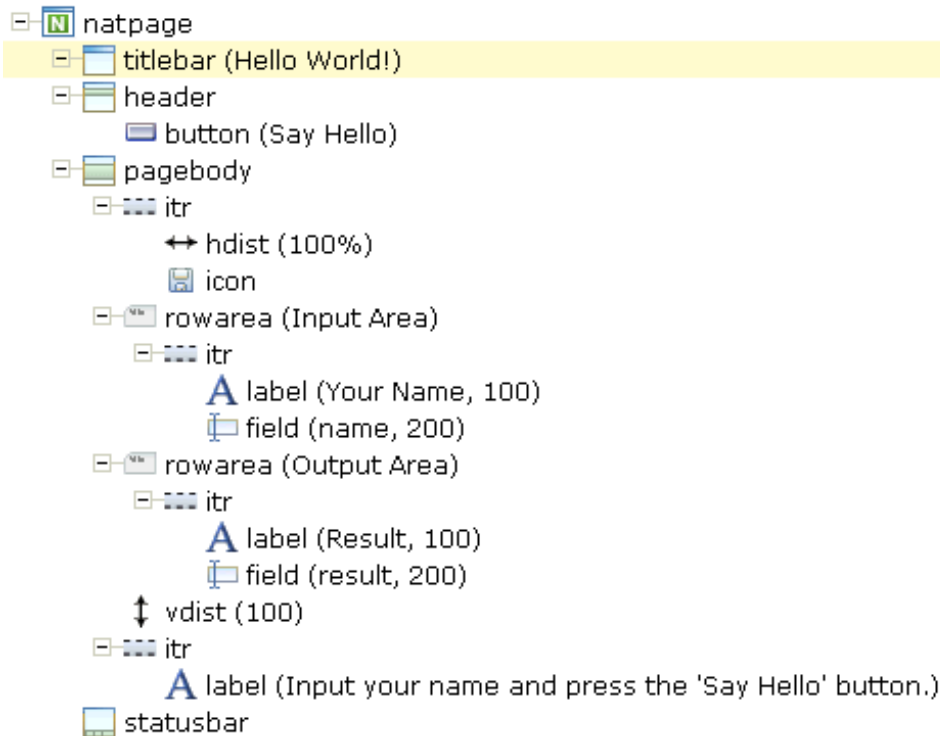 natpage
titlebar (Hello World!)
header
button (Say Hello)
pagebody
itr
hdist (100%)
icon
rowarea (Input Area)
itr
label (Your Name, 100)
field (name, 200)
rowarea (Output Area)
itr
label (Result, 100)
field (result, 200)
vdist (100)
itr
label (Input your name and press the 'Say Hello' button.)
statusbar